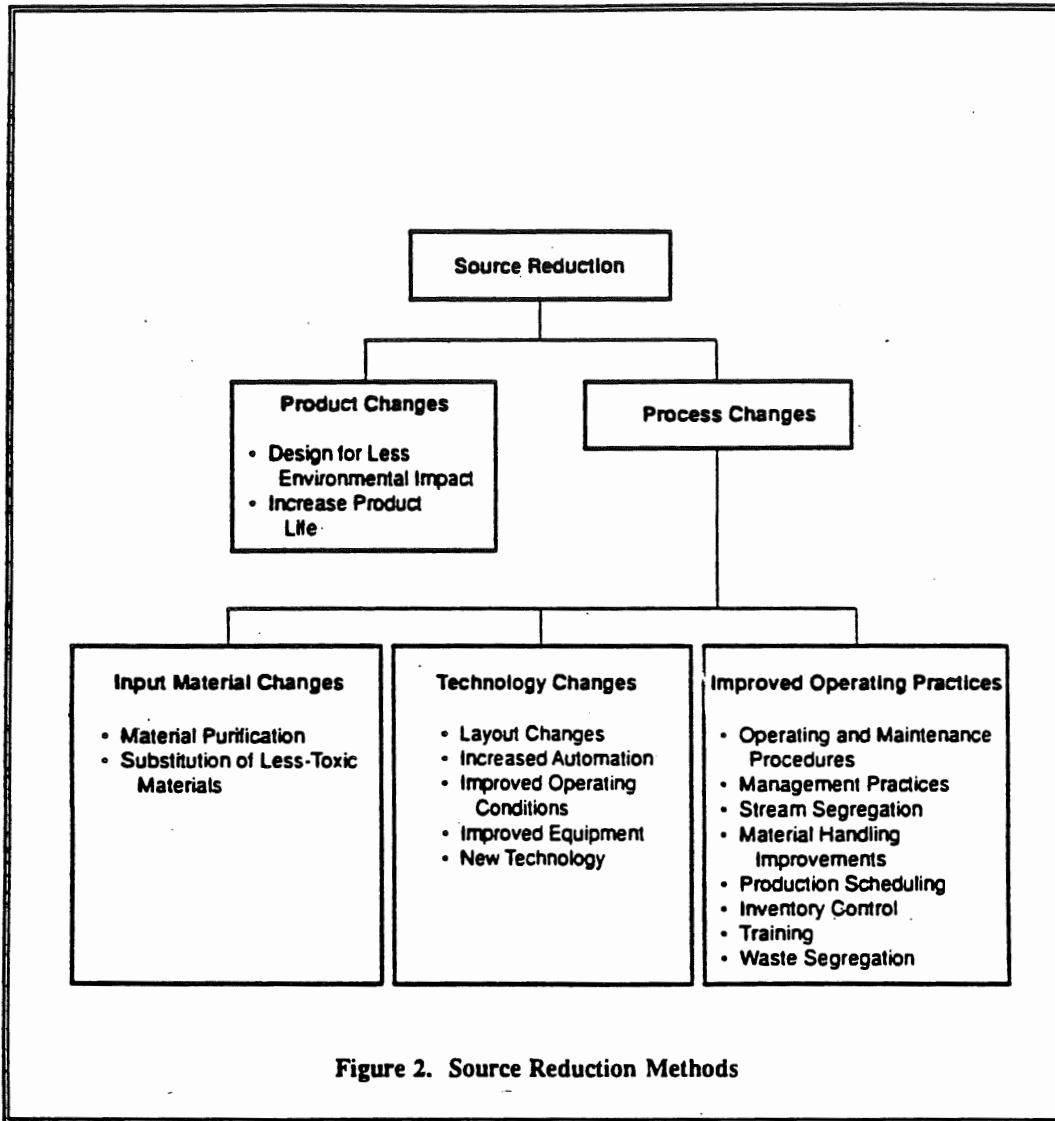 Source Reduction
Product Changes
• Design for Less
Environmental Impact
• Increase Product
Life
Process Changes
Input Material Changes
• Material Purification
• Substitution of Less-Toxic
Materials
Technology Changes
• Layout Changes
• Increased Automation
• Improved Operating
Conditions
• Improved Equipment
• New Technology
Improved Operating Practices
• Operating and Maintenance
Procedures
• Management Practices
• Stream Segregation
• Material Handling
Improvements
• Production Scheduling
• Inventory Control
• Training
• Waste Segregation
Figure 2. Source Reduction Methods